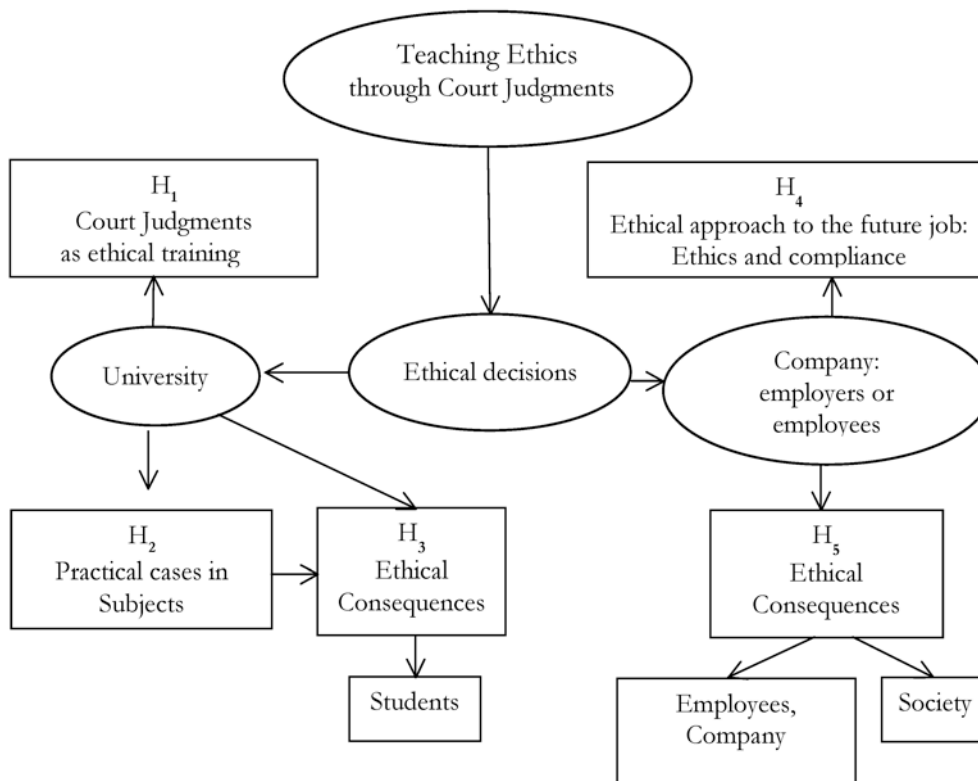 Teaching Ethics
through Court Judgments
H1
Court Judgments
as ethical training
H4
Ethical approach to the future job:
Ethics and compliance
University
Ethical decisions
Company:
employers or
employees
H2
Practical cases in
Subjects
H3
Ethical
Consequences
H5
Ethical
Consequences
Students
Employees,
Company
Society